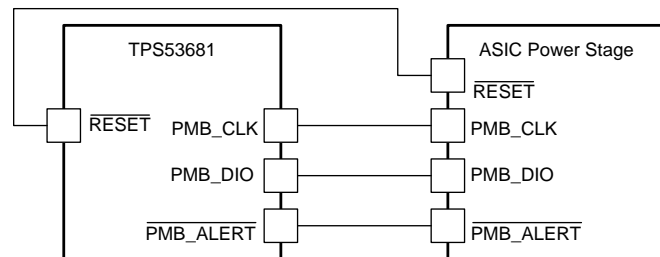 TPS53681
ASIC Power Stage
RESET
RESET
PMB_CLK
PMB_CLK
PMB_DIO
PMB_DIO
PMB_ALERT
PMB_ALERT